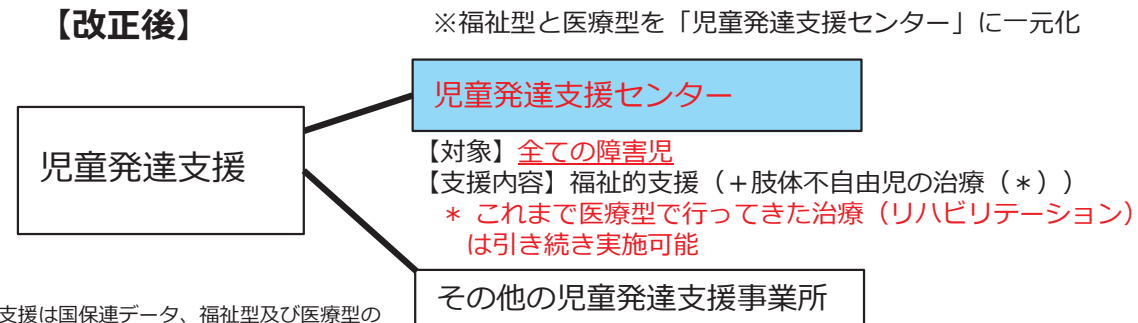 【改正後】
※福祉型と医療型を「児童発達支援センター」に一元化
児童発達支援センター
児童発達支援
【対象】全ての障害児
【支援内容】福祉的支援（＋肢体不自由児の治療（＊））
＊ これまで医療型で行ってきた治療（リハビリテーション）
は引き続き実施可能
その他の児童発達支援事業所
支援は国保連データ、福祉型及び医療型の